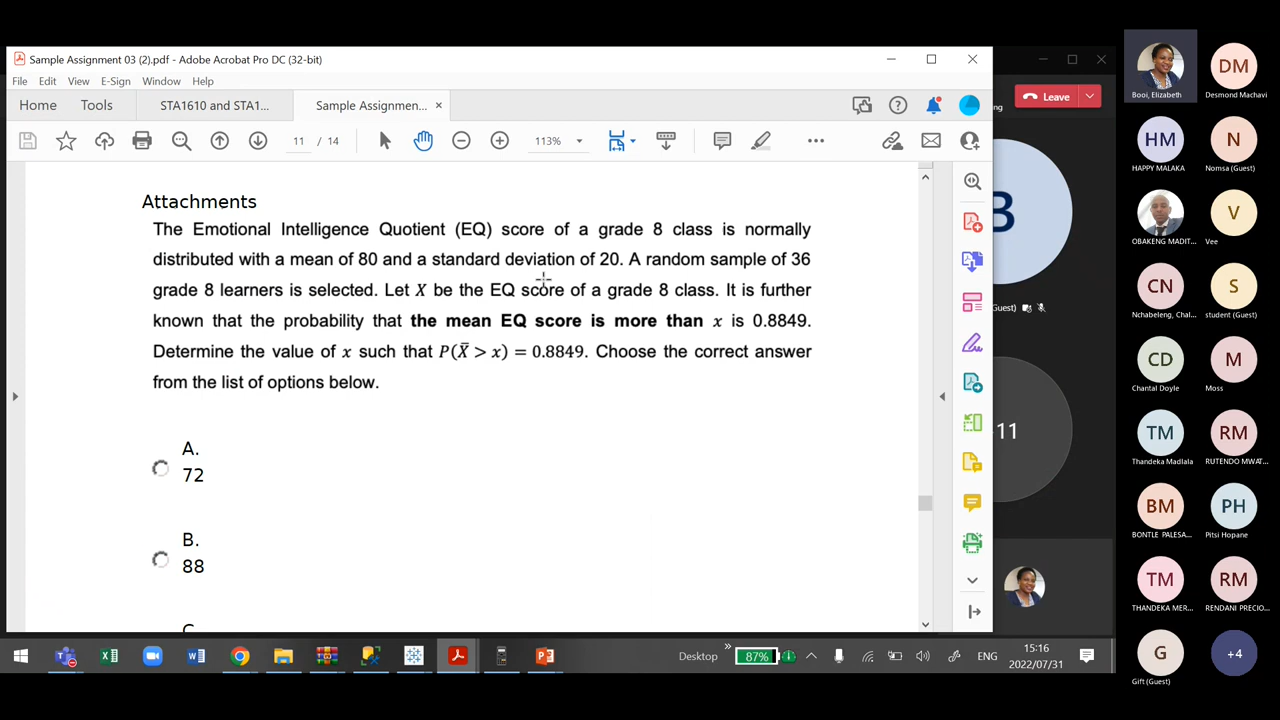 Sample Assignment 03 (2).pdf - Adobe Acrobat Pro DC (32-bit)
File Edit View E-Sign Window Help
Home Tools STA1610 and STA1... Sample Assignmen... ×
11 / 14 113%
Attachments
The Emotional Intelligence Quotient (EQ) score of a grade 8 class is normally
distributed with a mean of 80 and a standard deviation of 20. A random sample of 36
grade 8 learners is selected. Let X be the EQ score of a grade 8 class. It is further
known that the probability that the mean EQ score is more than x is 0.8849.
Determine the value of x such that P(X̄ > x) = 0.8849. Choose the correct answer
from the list of options below.
A.
72
B.
88
C
ng
Leave
B
Guest)
11
Booi, Elizabeth
DM
Desmond Machavi
HM
HAPPY MALAKA
N
Nomsa (Guest)
OBAKENG MADIT...
V
Vee
CN
Nchabeleng, Chal...
S
student (Guest)
CD
Chantal Doyle
M
Moss
TM
Thandeka Madlala
RM
RUTENDO MWAT...
BM
BONTLE PALESA...
PH
Pitsi Hopane
TM
THANDEKA MER...
RM
RENDANI PRECIO...
G
Gift (Guest)
+4
Desktop » 87% ENG
15:16
2022/07/31